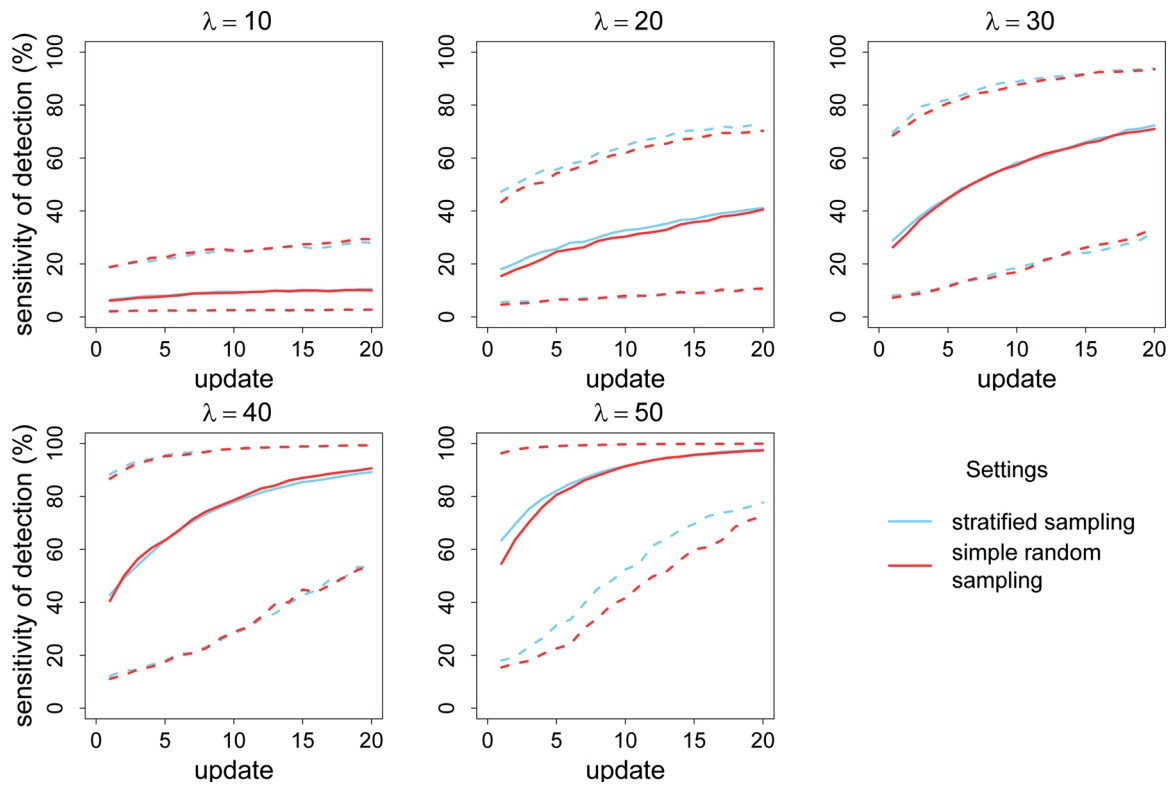 λ = 10
λ = 20
λ = 30
sensitivity of detection (%)
0 20 40 60 80 100
0 20 40 60 80 100
0 20 40 60 80 100
0 5 10 15 20
0 5 10 15 20
0 5 10 15 20
update
update
update
λ = 40
λ = 50
sensitivity of detection (%)
0 20 40 60 80 100
0 20 40 60 80 100
0 5 10 15 20
0 5 10 15 20
update
update
Settings
stratified sampling
simple random
sampling